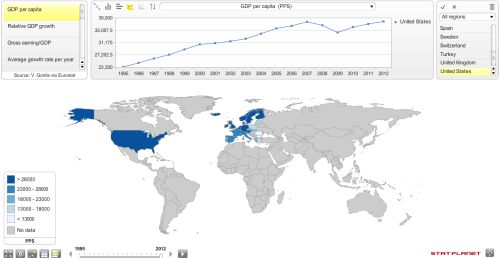 GDP per capita
Relative GDP growth
Gross earning/GDP
Average growth rate per year
Source: V. Gontis via Eurostat
GDP per capita (PPS)
39,000
35,087.5
31,175
27,262.5
23,350
1995 1996 1997 1998 1999 2000 2001 2002 2003 2004 2005 2006 2007 2008 2009 2010 2011 2012
United States
All regions
Spain
Sweden
Switzerland
Turkey
United Kingdom
United States
> 28000
23000 - 28000
18000 - 23000
13000 - 18000
< 13000
No data
PPS
1995 2012
STATPLANET